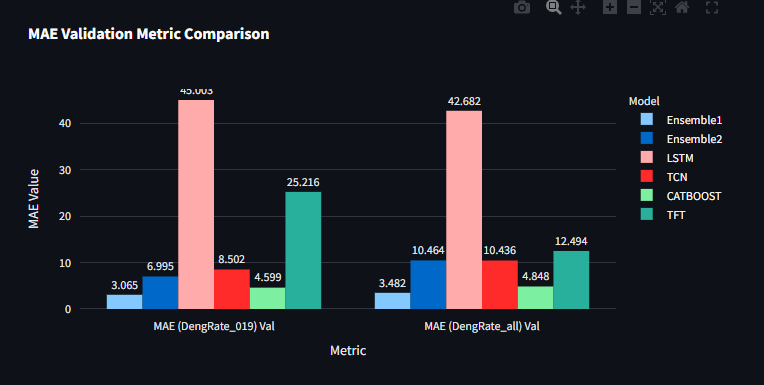 MAE Validation Metric Comparison
Model
Ensemble1
Ensemble2
LSTM
TCN
CATBOOST
TFT
MAE Value
40
30
20
10
0
3.065
6.995
45.003
8.502
4.599
25.216
3.482
10.464
42.682
10.436
4.848
12.494
MAE (DengRate_019) Val
MAE (DengRate_all) Val
Metric